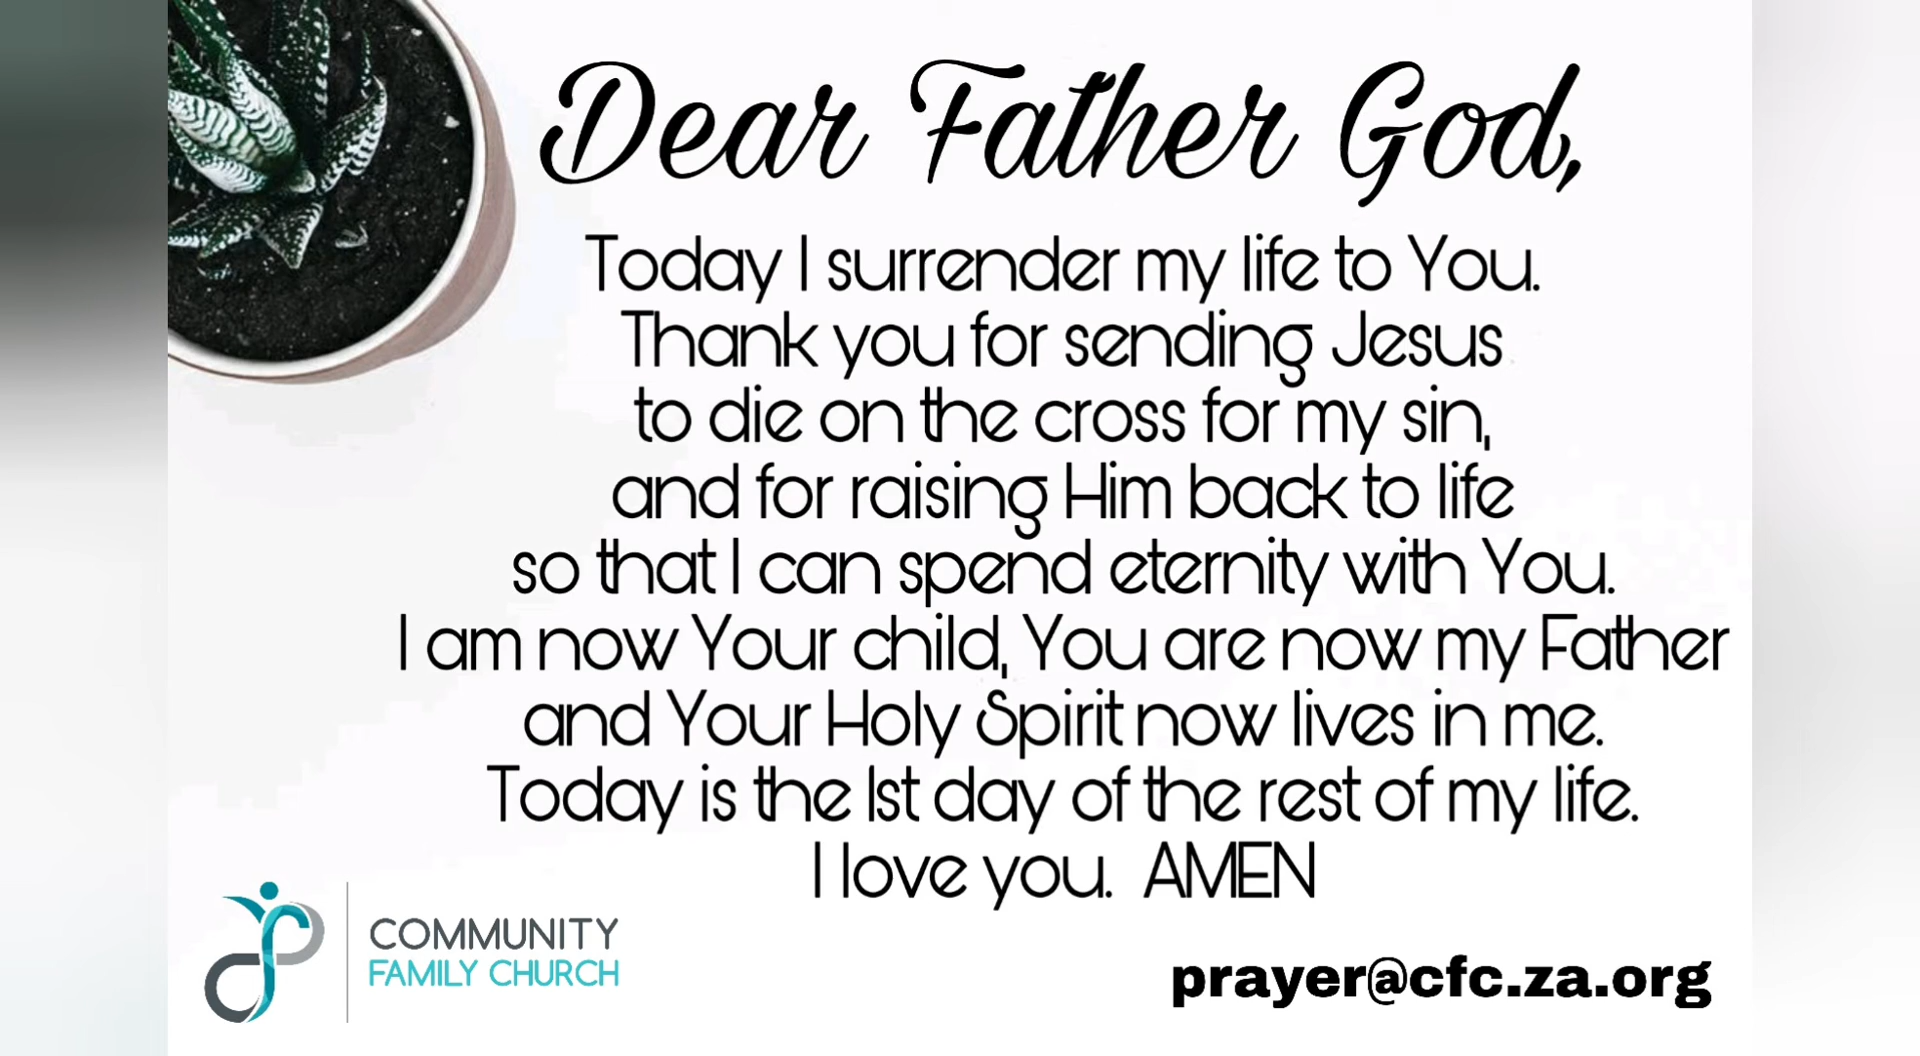 Dear Father God,
Today I surrender my life to You.
Thank you for sending Jesus
to die on the cross for my sin,
and for raising Him back to life
so that I can spend eternity with You.
I am now Your child, You are now my Father
and Your Holy Spirit now lives in me.
Today is the 1st day of the rest of my life.
I love you. AMEN
COMMUNITY
FAMILY CHURCH
prayer@cfc.za.org